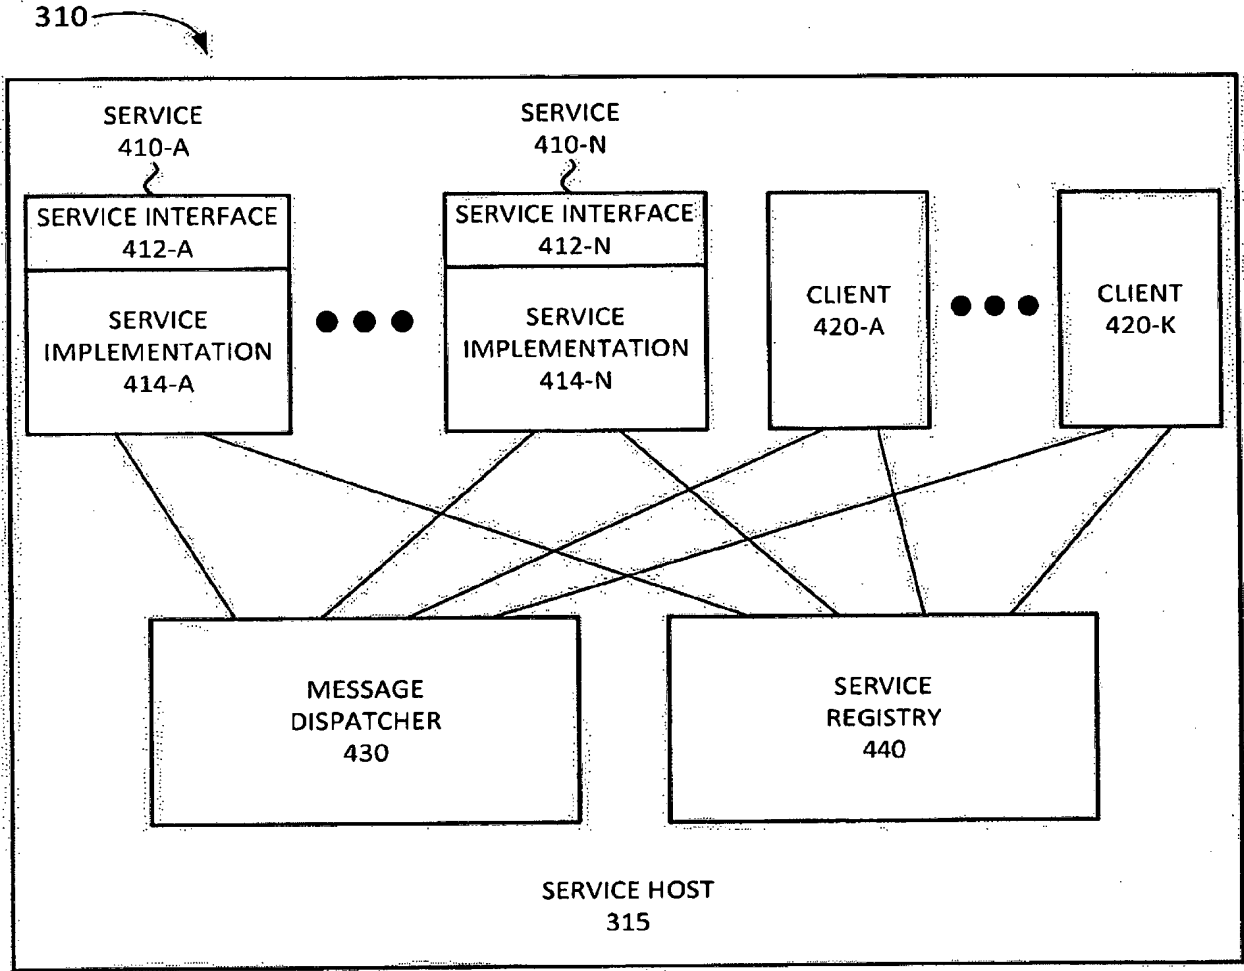 310
SERVICE
410-A
SERVICE
410-N
SERVICE INTERFACE
412-A
SERVICE IMPLEMENTATION
414-A
SERVICE INTERFACE
412-N
SERVICE
IMPLEMENTATION
414-N
CLIENT
420-A
CLIENT
420-K
MESSAGE
DISPATCHER
430
SERVICE
REGISTRY
440
SERVICE HOST
315